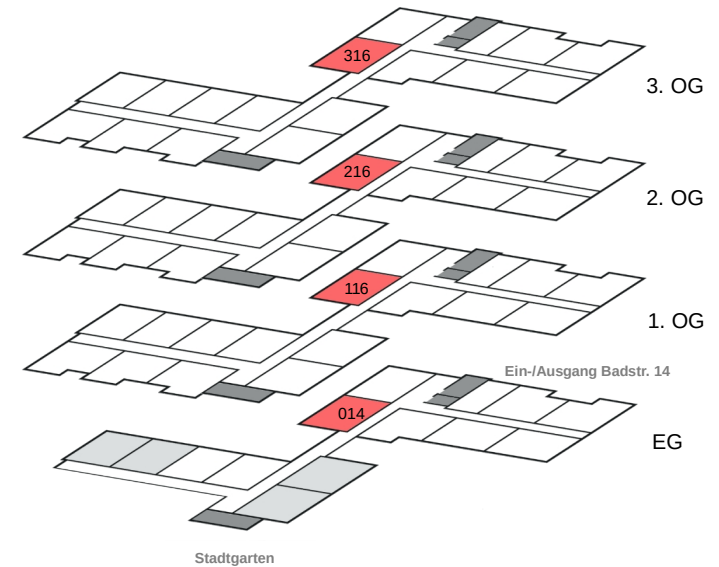 316
3. OG
216
2. OG
116
1. OG
Ein-/Ausgang Badstr. 14
014
EG
Stadtgarten